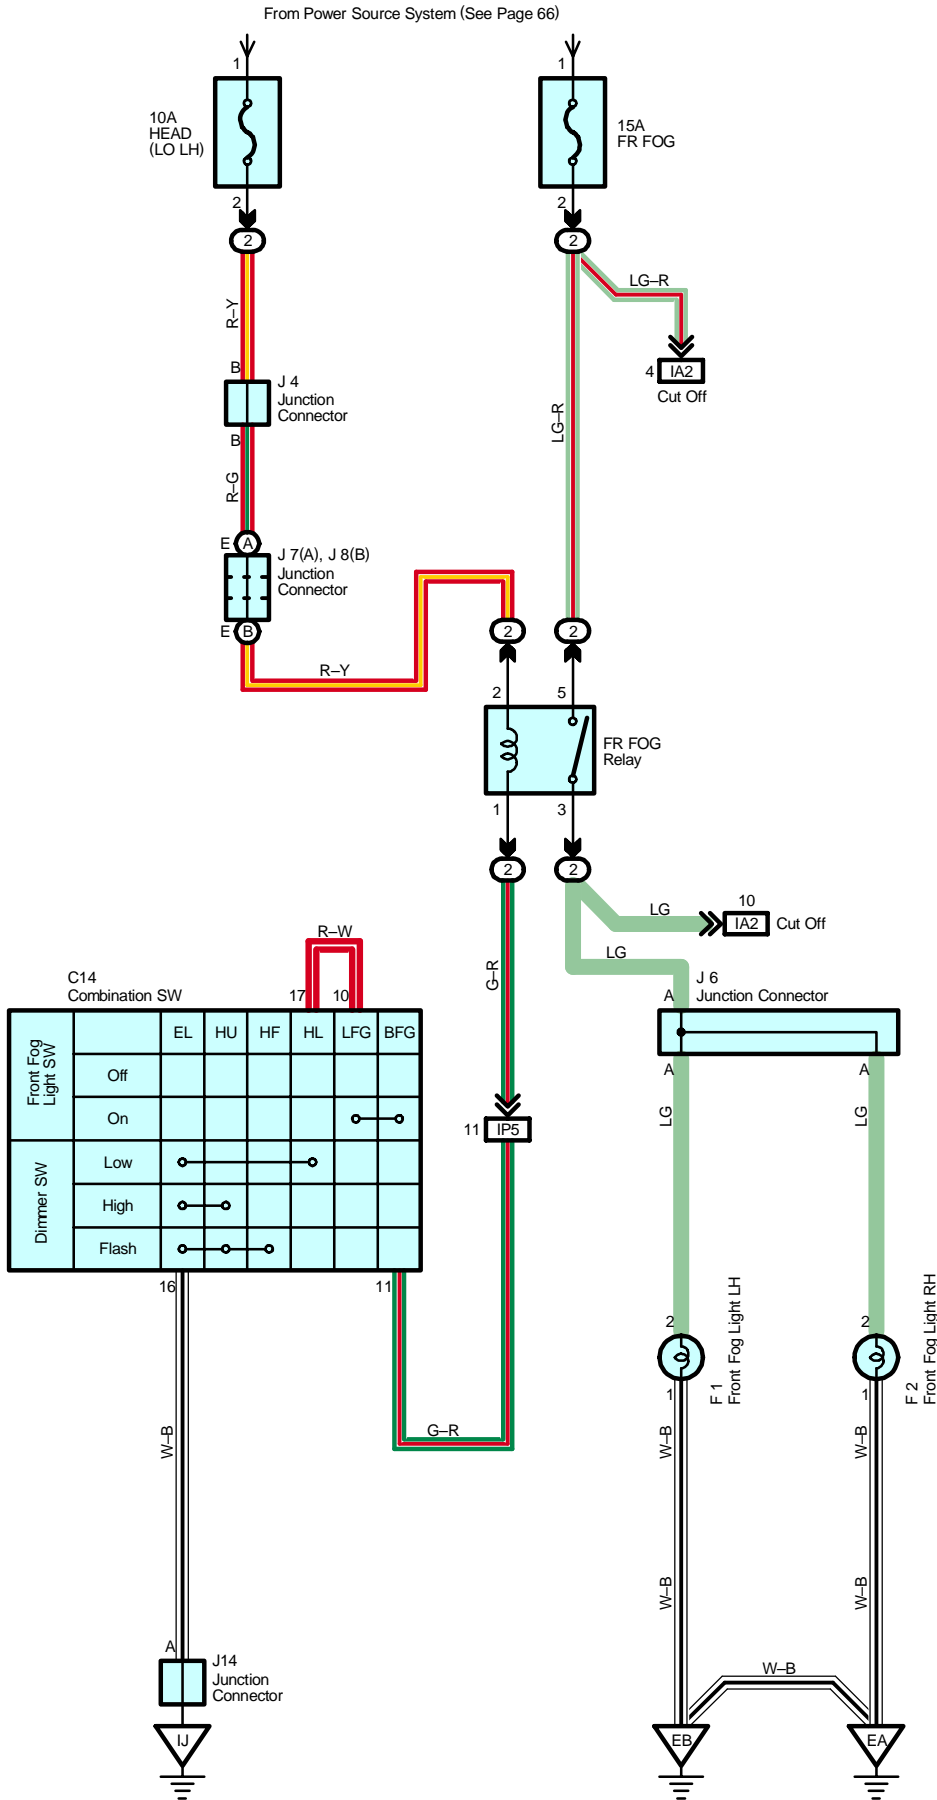 From Power Source System (See Page 66)
1
1
10A
HEAD
(LO LH)
15A
FR FOG
2
2
2
2
R–Y
LG–R
LG–R
4
IA2
Cut Off
B
J 4
Junction
Connector
B
R–G
E
A
J 7(A), J 8(B)
Junction
Connector
E
B
R–Y
2
2
2
5
FR FOG
Relay
1
3
2
2
G–R
LG
10
IA2
Cut Off
LG
R–W
C14
Combination SW
17
10
J 6
Junction Connector
A
Front Fog
Light SW
EL
HU
HF
HL
LFG
BFG
Off
On
Dimmer SW
Low
High
Flash
A
A
LG
LG
11
IP5
16
11
2
2
F 1
Front Fog Light LH
F 2
Front Fog Light RH
1
1
W–B
G–R
W–B
W–B
W–B
W–B
A
J14
Junction
Connector
W–B
IJ
EB
EA